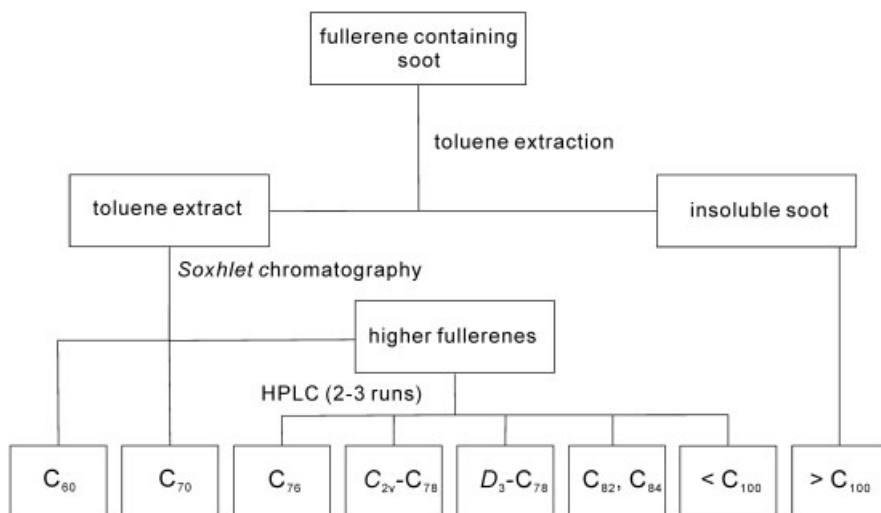 fullerene containing
soot
toluene extraction
toluene extract
insoluble soot
Soxhlet chromatography
higher fullerenes
HPLC (2-3 runs)
C₆₀
C₇₀
C₇₆
C₂ᵥ-C₇₈
D₃-C₇₈
C₈₂, C₈₄
< C₁₀₀
> C₁₀₀